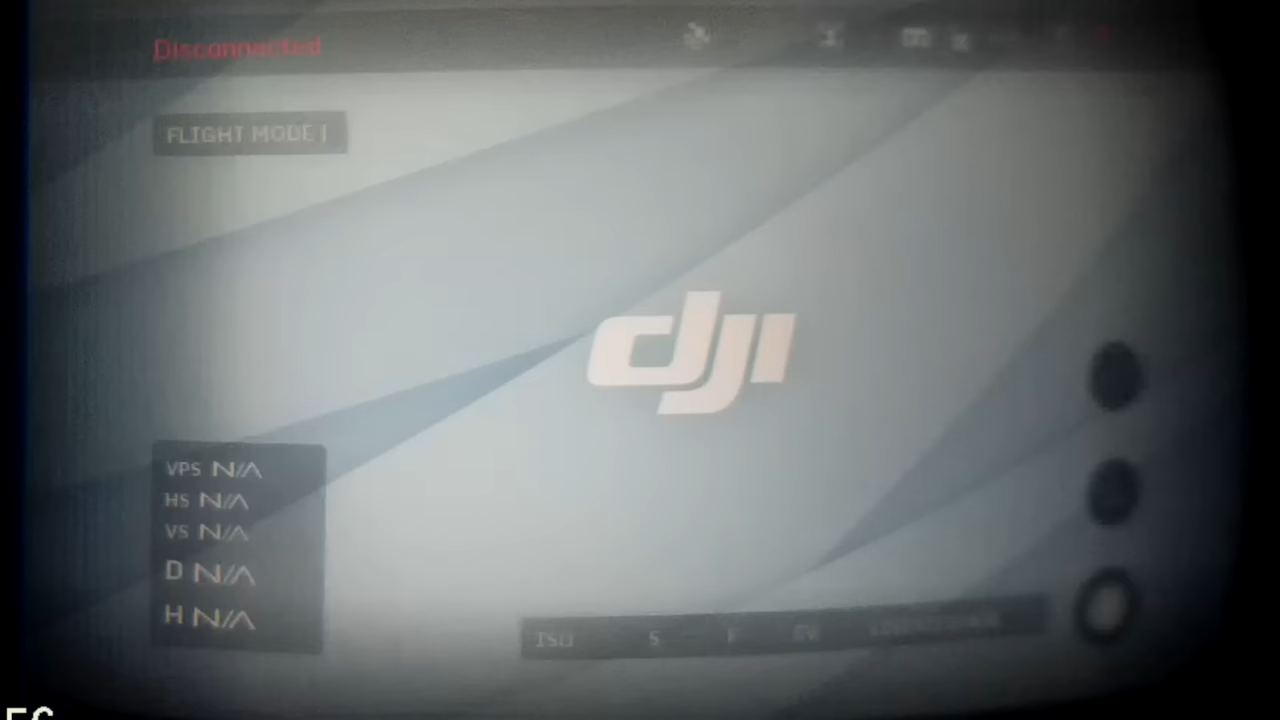 Disconnected
FLIGHT MODE |
dji
VPS N/A
HS N/A
VS N/A
D N/A
H N/A
ISO S F EV